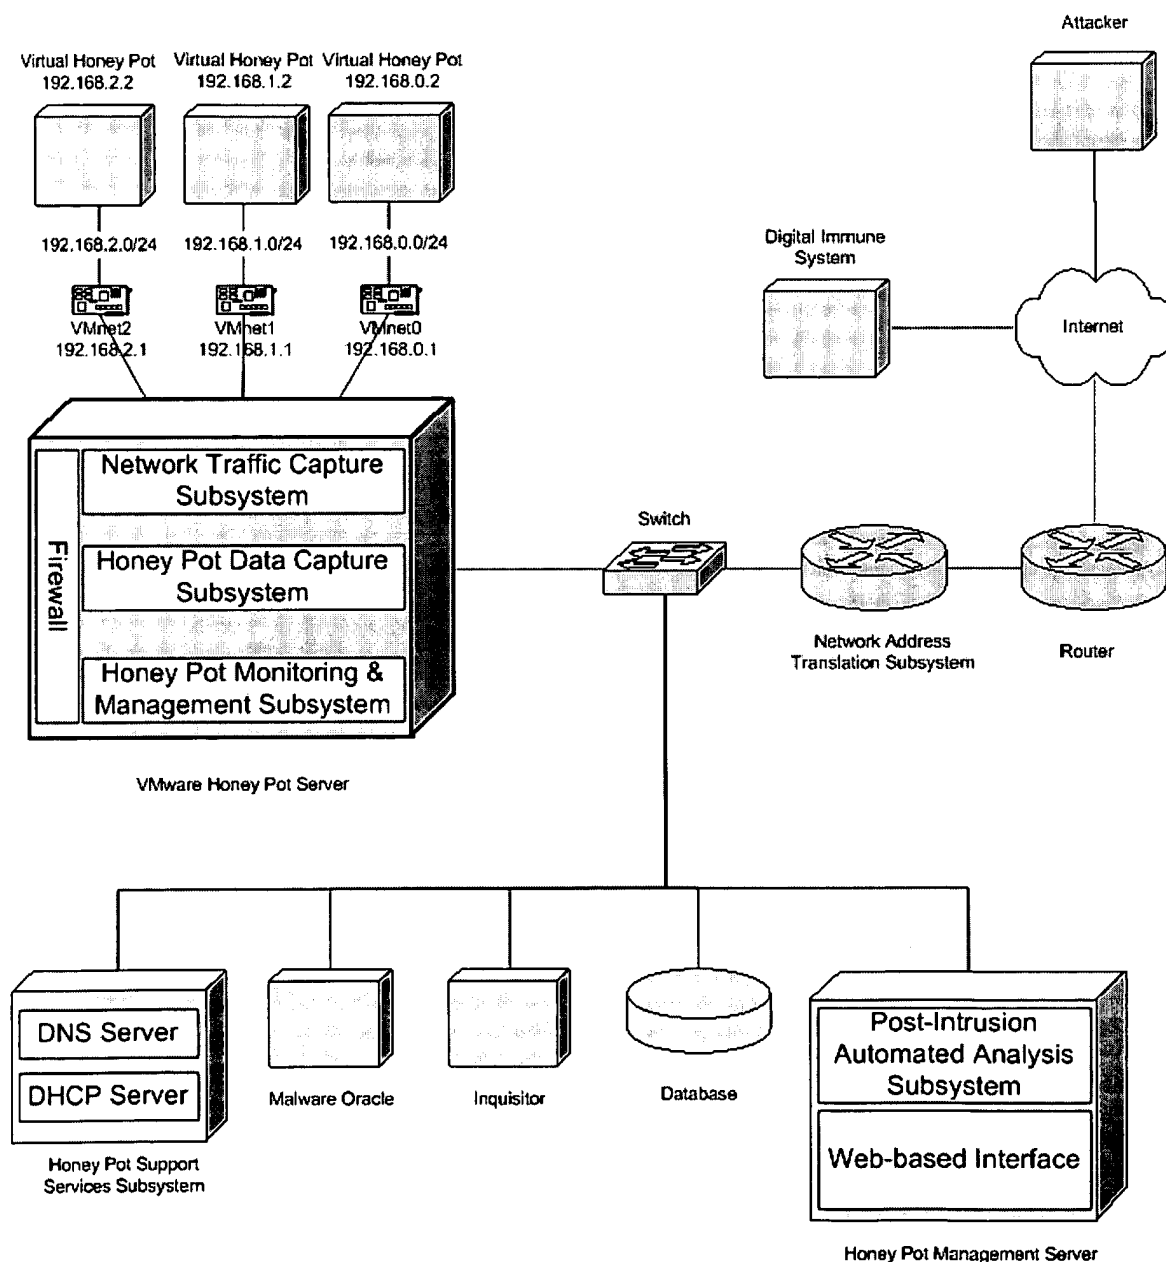 Attacker
Virtual Honey Pot
192.168.2.2
Virtual Honey Pot
192.168.1.2
Virtual Honey Pot
192.168.0.2
192.168.2.0/24
192.168.1.0/24
192.168.0.0/24
Digital Immune
System
VMnet2
192.168.2.1
VMnet1
192.168.1.1
VMnet0
192.168.0.1
Internet
Firewall
Network Traffic Capture
Subsystem
Honey Pot Data Capture
Subsystem
Honey Pot Monitoring &
Management Subsystem
VMware Honey Pot Server
Switch
Network Address
Translation Subsystem
Router
DNS Server
DHCP Server
Honey Pot Support
Services Subsystem
Malware Oracle
Inquisitor
Database
Post-Intrusion
Automated Analysis
Subsystem
Web-based Interface
Honey Pot Management Server